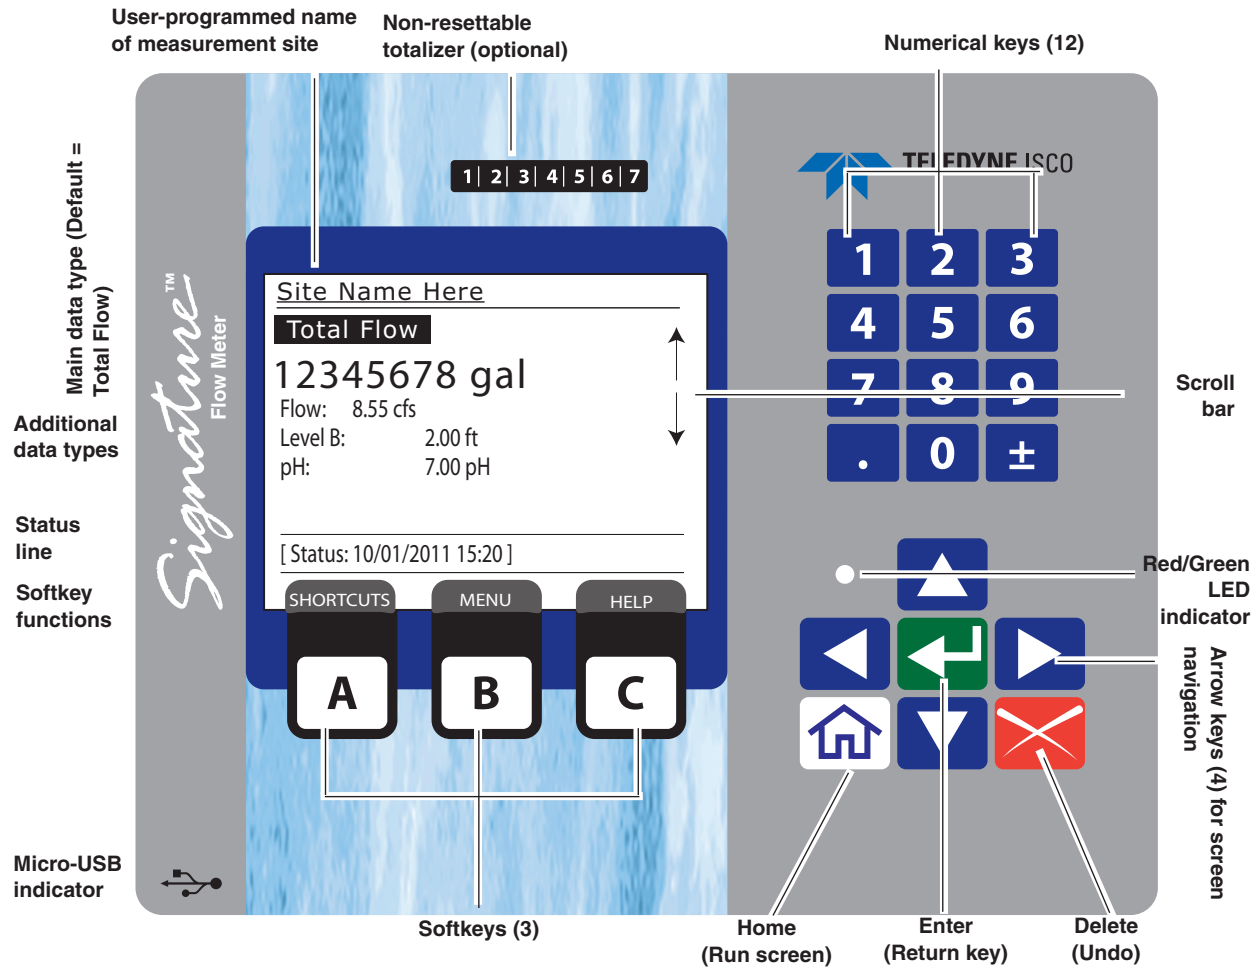 User-programmed name
of measurement site
Non-resettable
totalizer (optional)
Numerical keys (12)
Main data type (Default =
Total Flow)
Additional
data types
Status
line
Softkey
functions
Micro-USB
indicator
Signature™
Flow Meter
1 2 3 4 5 6 7
TELEDYNE ISCO
Site Name Here
Total Flow
12345678 gal
Flow: 8.55 cfs
Level B: 2.00 ft
pH: 7.00 pH
[ Status: 10/01/2011 15:20 ]
SHORTCUTS MENU HELP
A B C
1 2 3
4 5 6
7 8 9
. 0 ±
Scroll
bar
Red/Green
LED
indicator
Arrow keys (4) for screen
navigation
Softkeys (3)
Home
(Run screen)
Enter
(Return key)
Delete
(Undo)